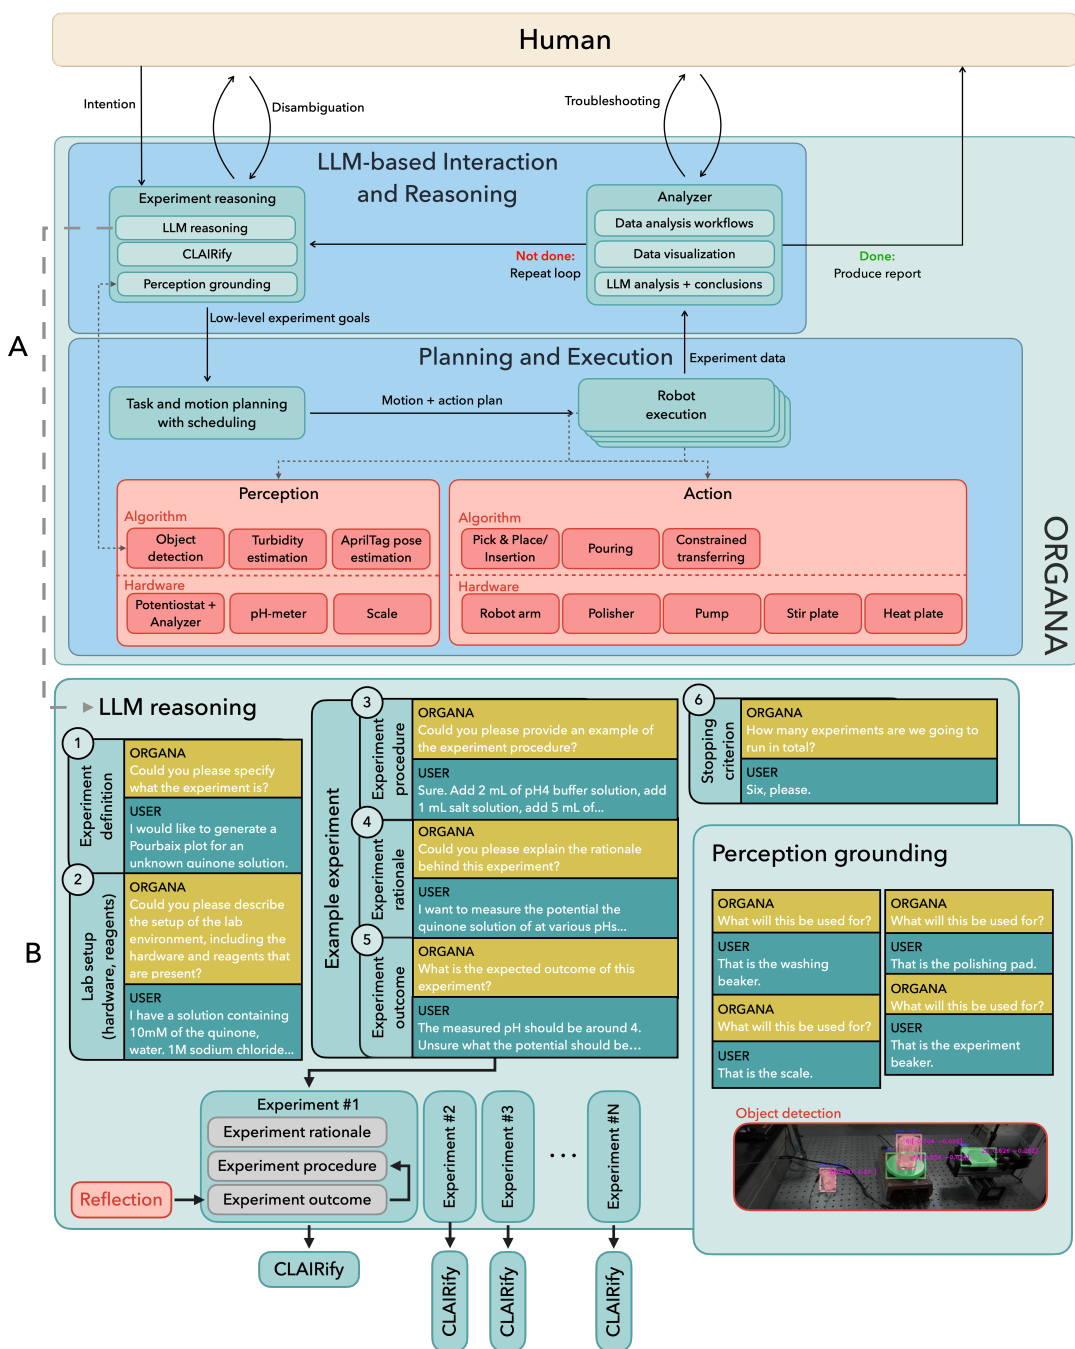 Human
Intention
Disambiguation
Troubleshooting
LLM-based Interaction
and Reasoning
Experiment reasoning
LLM reasoning
CLAIRify
Perception grounding
Analyzer
Data analysis workflows
Data visualization
LLM analysis + conclusions
Not done:
Repeat loop
Done:
Produce report
Low-level experiment goals
A
Planning and Execution
Experiment data
Task and motion planning
with scheduling
Motion + action plan
Robot
execution
Perception
Algorithm
Object
detection
Turbidity
estimation
AprilTag pose
estimation
Hardware
Potentiostat +
Analyzer
pH-meter
Scale
Action
Algorithm
Pick & Place/
Insertion
Pouring
Constrained
transferring
Hardware
Robot arm
Polisher
Pump
Stir plate
Heat plate
ORGANA
B
LLM reasoning
1
Experiment
definition
ORGANA
Could you please specify
what the experiment is?
USER
I would like to generate a
Pourbaix plot for an
unknown quinone solution.
2
Lab setup
(hardware, reagents)
ORGANA
Could you please describe
the setup of the lab
environment, including the
hardware and reagents that
are present?
USER
I have a solution containing
10mM of the quinone,
water, 1M sodium chloride...
Example experiment
3
Experiment
procedure
ORGANA
Could you please provide an example of
the experiment procedure?
USER
Sure. Add 2 mL of pH4 buffer solution, add
1 mL salt solution, add 5 mL of...
4
Experiment
rationale
ORGANA
Could you please explain the rationale
behind this experiment?
USER
I want to measure the potential the
quinone solution of at various pHs...
5
Experiment
outcome
ORGANA
What is the expected outcome of this
experiment?
USER
The measured pH should be around 4.
Unsure what the potential should be...
6
Stopping
criterion
ORGANA
How many experiments are we going to
run in total?
USER
Six, please.
Perception grounding
ORGANA
What will this be used for?
USER
That is the washing
beaker.
ORGANA
What will this be used for?
USER
That is the scale.
ORGANA
What will this be used for?
USER
That is the polishing pad.
ORGANA
What will this be used for?
USER
That is the experiment
beaker.
Object detection
Experiment #1
Experiment rationale
Experiment procedure
Experiment outcome
Reflection
Experiment #2
Experiment #3
...
Experiment #N
CLAIRify
CLAIRify
CLAIRify
CLAIRify